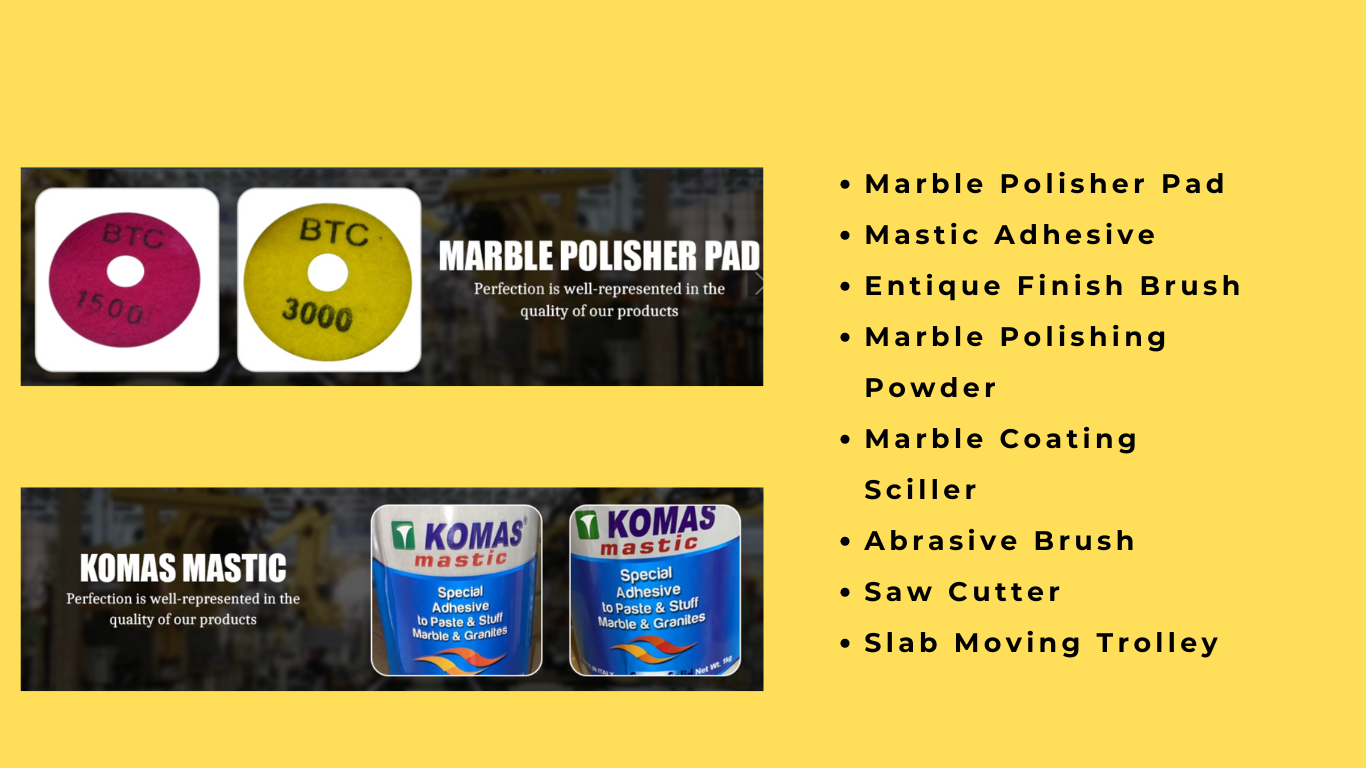 BTC
1500
BTC
3000
MARBLE POLISHER PAD
Perfection is well-represented in the
quality of our products
KOMAS MASTIC
Perfection is well-represented in the
quality of our products
KOMAS®
mastic
Special
Adhesive
to Paste & Stuff
Marble & Granites
KOMAS
mastic
Special
Adhesive
to Paste & Stuff
Marble & Granites
ITALY
Net Wt. 1kg
• Marble Polisher Pad
• Mastic Adhesive
• Entique Finish Brush
• Marble Polishing
Powder
• Marble Coating
Sciller
• Abrasive Brush
• Saw Cutter
• Slab Moving Trolley